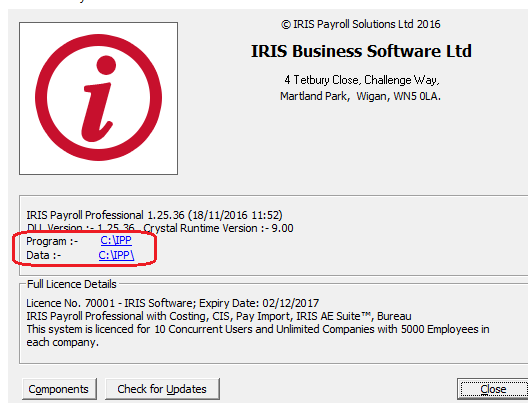 © IRIS Payroll Solutions Ltd 2016
IRIS Business Software Ltd
4 Tetbury Close, Challenge Way,
Martland Park, Wigan, WN5 0LA.
IRIS Payroll Professional 1.25.36 (18/11/2016 11:52)
DLL Version :- 1.25.36 Crystal Runtime Version :- 9.00
Program :- C:\IPP
Data :- C:\IPP\
Full Licence Details
Licence No. 70001 - IRIS Software; Expiry Date: 02/12/2017
IRIS Payroll Professional with Costing, CIS, Pay Import, IRIS AE Suite™, Bureau
This system is licenced for 10 Concurrent Users and Unlimited Companies with 5000 Employees in
each company.
Components Check for Updates Close